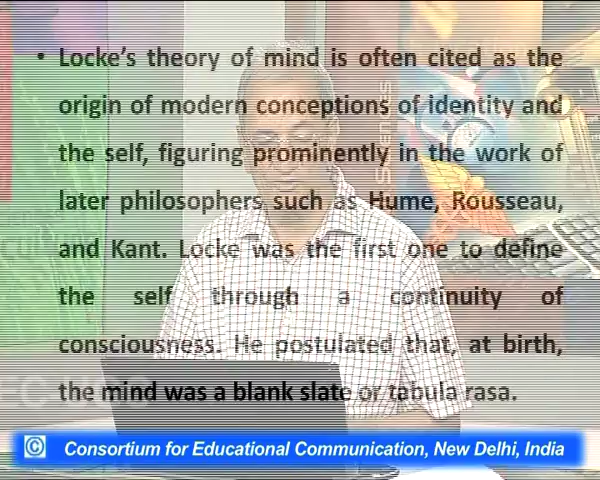 • Locke's theory of mind is often cited as the
origin of modern conceptions of identity and
the self, figuring prominently in the work of
later philosophers such as Hume, Rousseau,
and Kant. Locke was the first one to define
the self through a continuity of
consciousness. He postulated that, at birth,
the mind was a blank slate or tabula rasa.
© Consortium for Educational Communication, New Delhi, India